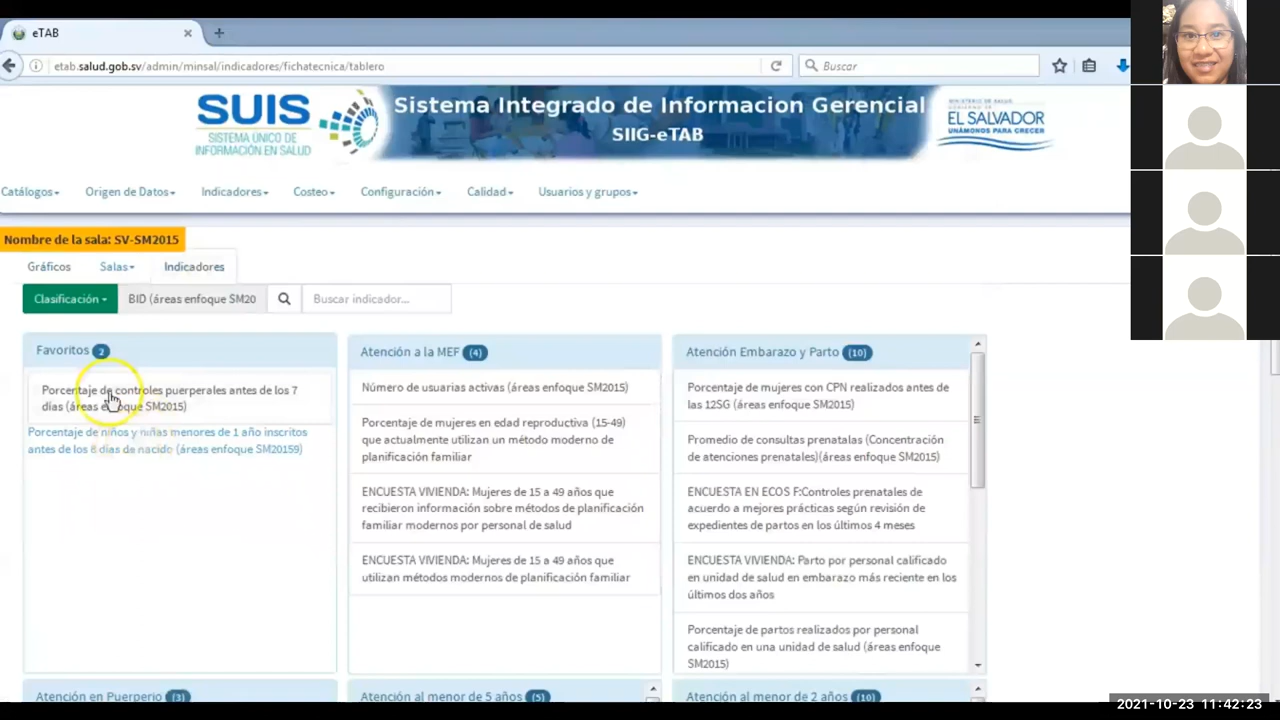 eTAB
etab.salud.gob.sv/admin/minsal/indicadores/fichatecnica/tablero
Buscar
SUIS
SISTEMA ÚNICO DE
INFORMACIÓN EN SALUD
Sistema Integrado de Informacion Gerencial
SIIG-eTAB
MINISTERIO DE SALUD
GOBIERNO DE
EL SALVADOR
UNÁMONOS PARA CRECER
Catálogos Origen de Datos Indicadores Costeo Configuración Calidad Usuarios y grupos
Nombre de la sala: SV-SM2015
Gráficos Salas Indicadores
Clasificación BID (áreas enfoque SM20 Buscar indicador...
Favoritos 2
Porcentaje de controles puerperales antes de los 7
días (áreas enfoque SM2015)
Porcentaje de niños y niñas menores de 1 año inscritos
antes de los 8 días de nacido (áreas enfoque SM20159)
Atención a la MEF (4)
Número de usuarias activas (áreas enfoque SM2015)
Porcentaje de mujeres en edad reproductiva (15-49)
que actualmente utilizan un método moderno de
planificación familiar
ENCUESTA VIVIENDA: Mujeres de 15 a 49 años que
recibieron información sobre métodos de planificación
familiar modernos por personal de salud
ENCUESTA VIVIENDA: Mujeres de 15 a 49 años que
utilizan métodos modernos de planificación familiar
Atención Embarazo y Parto (10)
Porcentaje de mujeres con CPN realizados antes de
las 12SG (áreas enfoque SM2015)
Promedio de consultas prenatales (Concentración
de atenciones prenatales)(áreas enfoque SM2015)
ENCUESTA EN ECOS F:Controles prenatales de
acuerdo a mejores prácticas según revisión de
expedientes de partos en los últimos 4 meses
ENCUESTA VIVIENDA: Parto por personal calificado
en unidad de salud en embarazo más reciente en los
últimos dos años
Porcentaje de partos realizados por personal
calificado en una unidad de salud (áreas enfoque
SM2015)
Atención en Puerperio (3)
Atención al menor de 5 años (5)
Atención al menor de 2 años (10)
2021-10-23 11:42:23